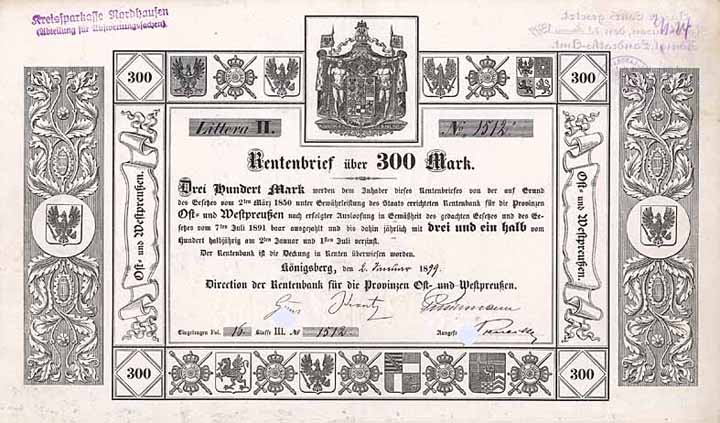 Kreissparkasse Nordhausen
(Abteilung für Aufwertungssachen)
300
300
Littera II.
No. 1512
Rentenbrief über 300 Mark.
Drei Hundert Mark werden dem Inhaber dieses Rentenbriefes von der auf Grund
des Gesetzes vom 2ten März 1850 unter Gewährleistung des Staats errichteten Rentenbank für die Provinzen
Ost- und Westpreußen nach erfolgter Ausloosung in Gemäßheit des gedachten Gesetzes und des Ge-
setzes vom 7ten Juli 1891 baar ausgezahlt und bis dahin jährlich mit drei und ein halb vom
Hundert halbjährig am 2ten Januar und 1ten Juli verzinst.
Der Rentenbank ist die Deckung in Renten überwiesen worden.
Königsberg, den 2. Januar 1899.
Direction der Rentenbank für die Provinzen Ost- und Westpreußen.
Eingetragen Fol. 16 Klasse III. No 1512
Ausgefe
Ost- und Westpreußen.
Ost- und Westpreußen.
300
300